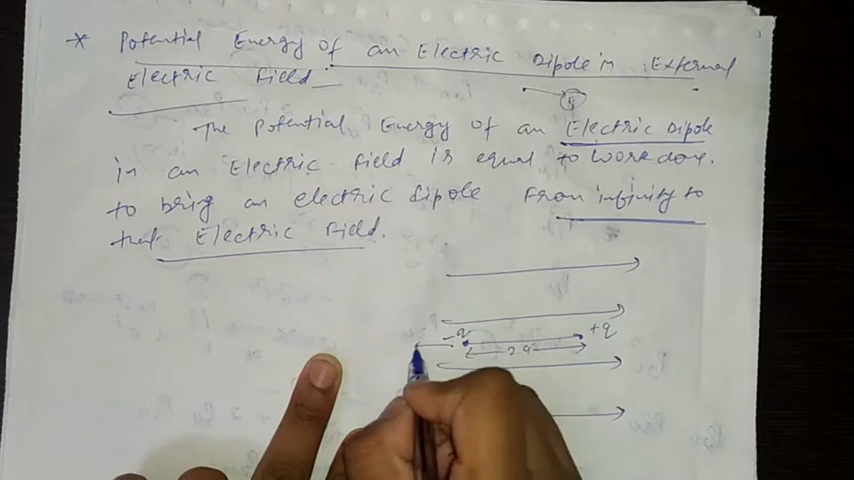 * Potential Energy of an Electric Dipole in External
Electric Field
E
The Potential Energy of an Electric Dipole
in an Electric Field is equal to work done.
to bring an electric dipole From infinity to
that Electric Field.
-q +q
2a